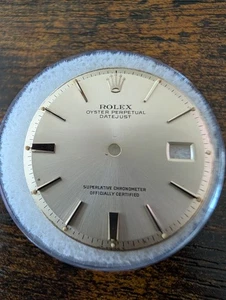 ROLEX
OYSTER PERPETUAL
DATEJUST
SUPERLATIVE CHRONOMETER
OFFICIALLY CERTIFIED